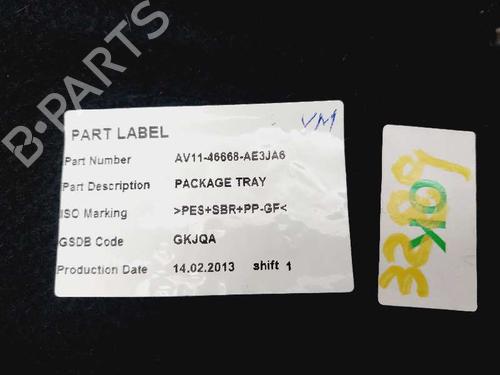 B-PARTS
VM
PART LABEL
Part Number AV11-46668-AE3JA6
Part Description PACKAGE TRAY
ISO Marking >PES+SBR+PP-GF<
GSDB Code GKJQA
Production Date 14.02.2013 shift 1
OK